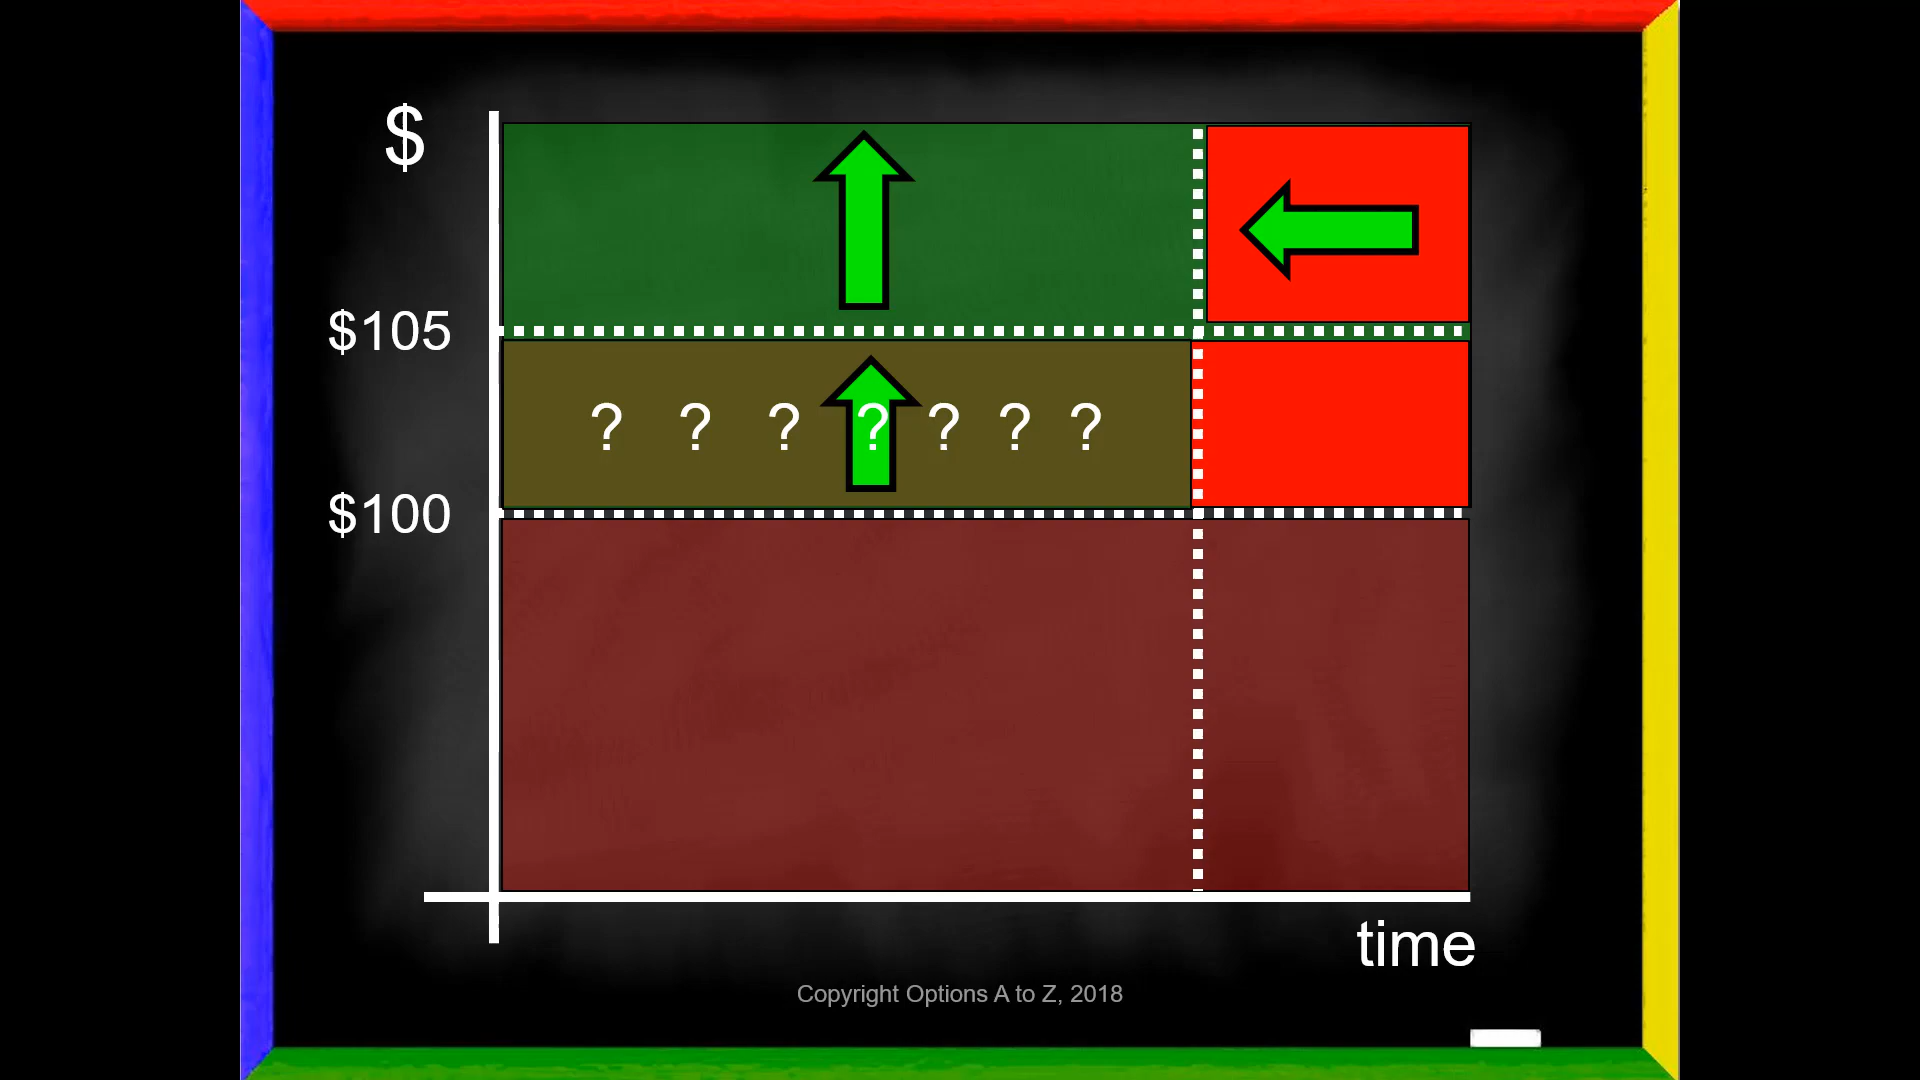 $
$105
? ? ? ? ? ? ?
$100
time
Copyright Options A to Z, 2018